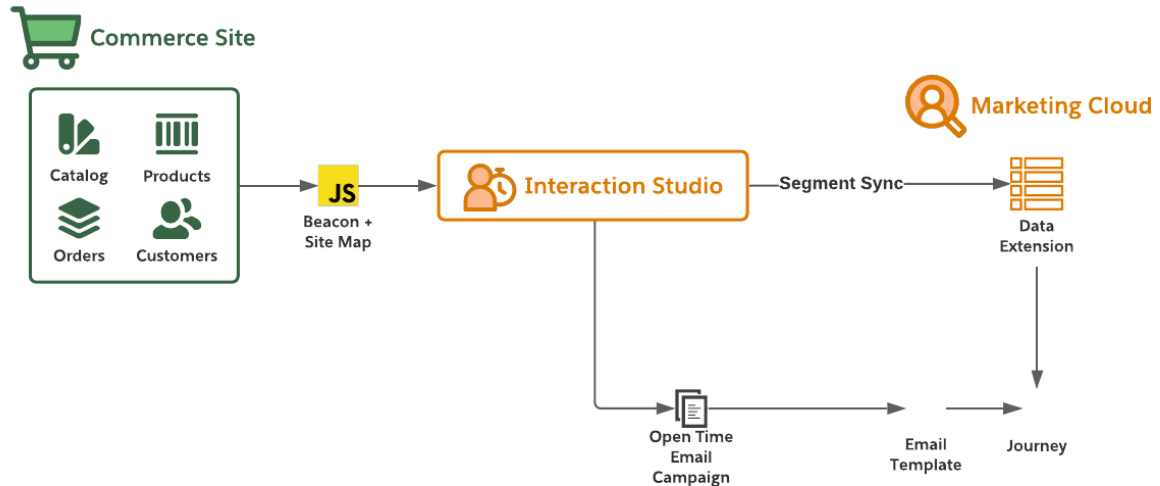 Commerce Site
Marketing Cloud
Catalog
Products
Orders
Customers
JS
Beacon +
Site Map
Interaction Studio
Segment Sync
Data
Extension
Open Time
Email
Campaign
Email
Template
Journey